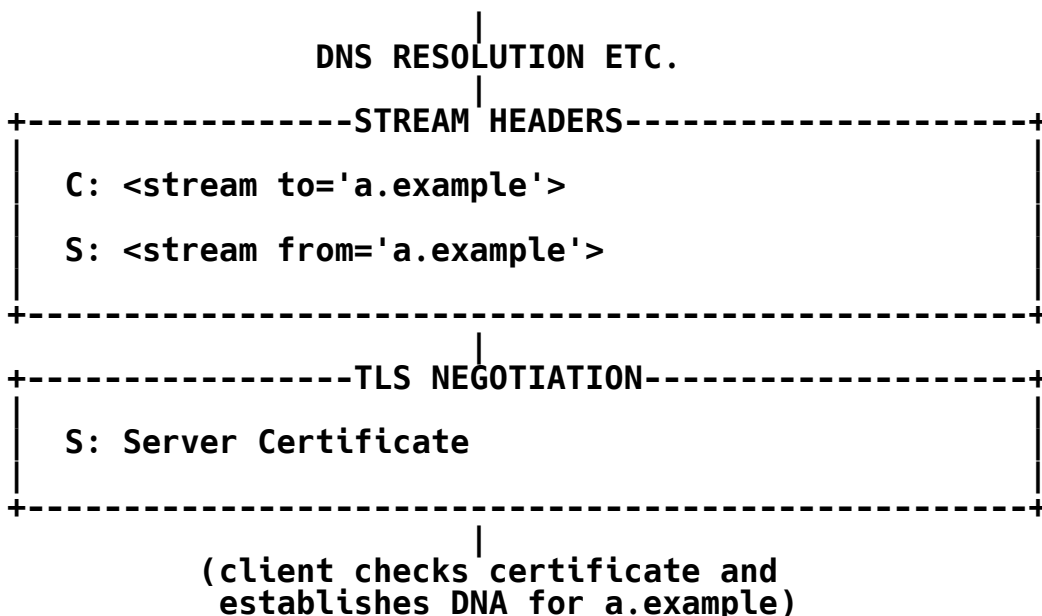 |
DNS RESOLUTION ETC.
|
+-----------------STREAM HEADERS---------------------+
|                                                    |
|  C: <stream to='a.example'>                        |
|                                                    |
|  S: <stream from='a.example'>                      |
|                                                    |
+----------------------------------------------------+
|
+-----------------TLS NEGOTIATION--------------------+
|                                                    |
|  S: Server Certificate                             |
|                                                    |
+----------------------------------------------------+
|
(client checks certificate and
establishes DNA for a.example)